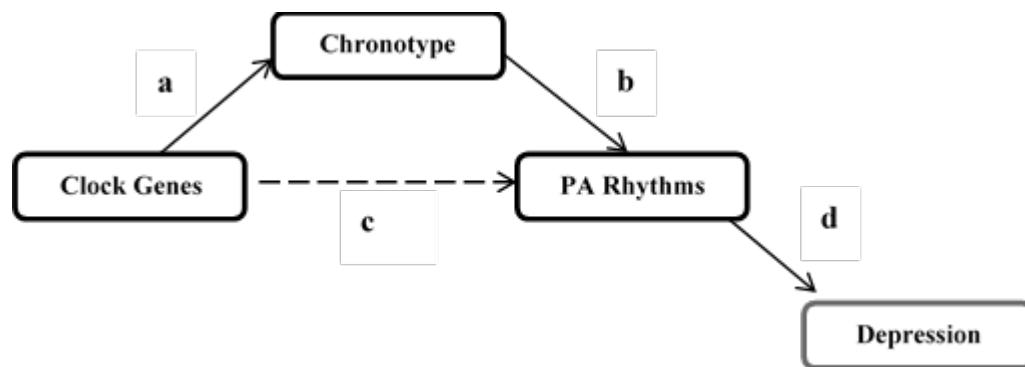 Chronotype
a
b
Clock Genes
PA Rhythms
c
d
Depression